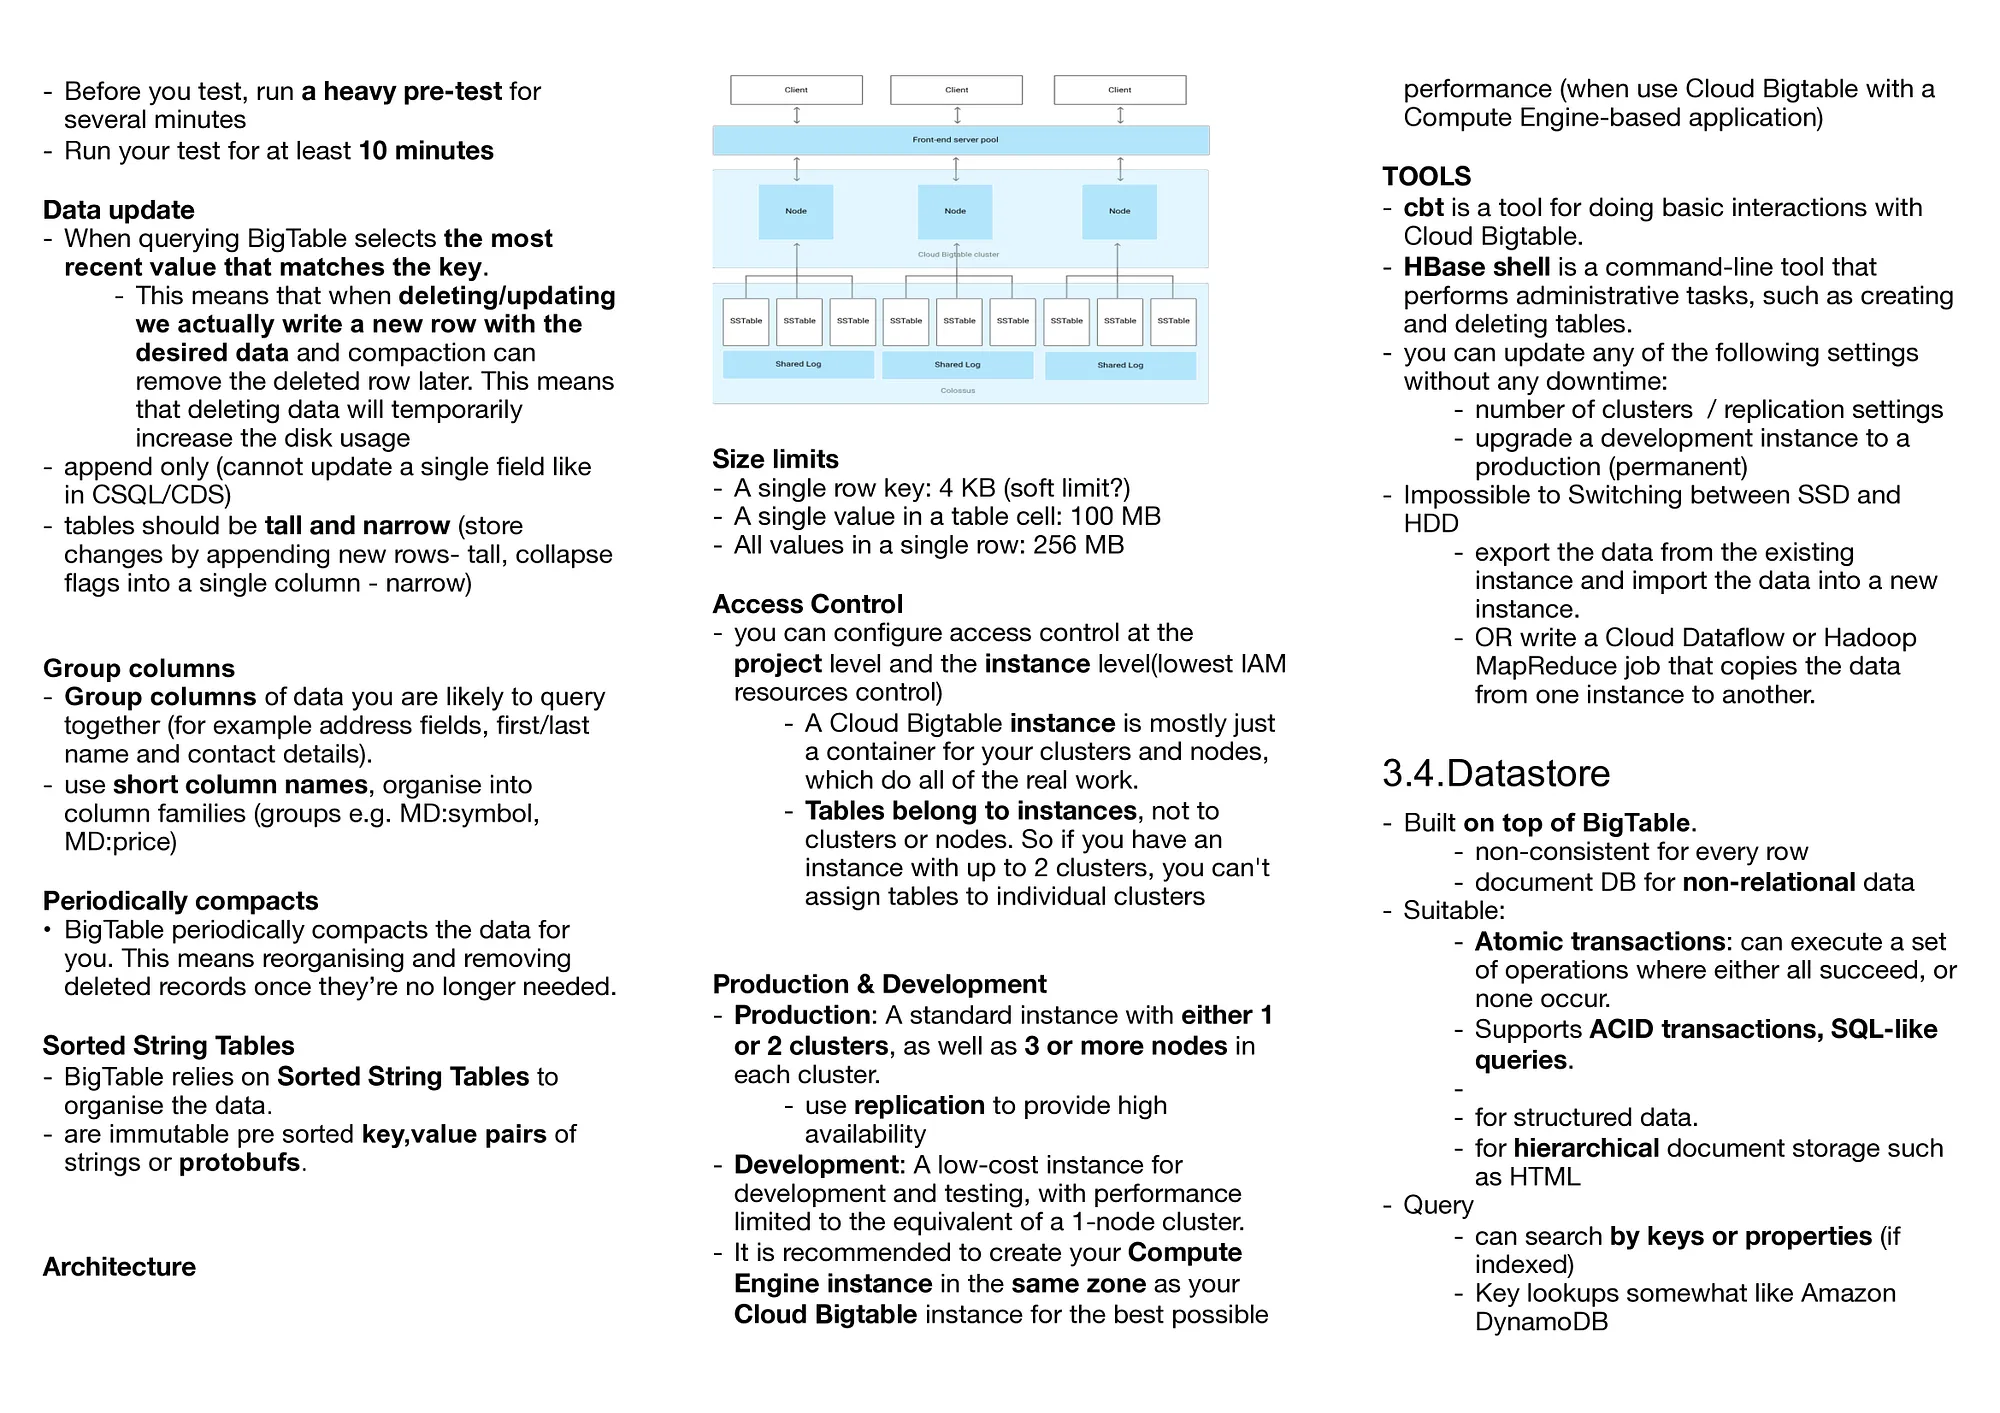 - Before you test, run a heavy pre-test for
several minutes
- Run your test for at least 10 minutes
Data update
- When querying BigTable selects the most
recent value that matches the key.
- This means that when deleting/updating
we actually write a new row with the
desired data and compaction can
remove the deleted row later. This means
that deleting data will temporarily
increase the disk usage
- append only (cannot update a single field like
in CSQL/CDS)
- tables should be tall and narrow (store
changes by appending new rows- tall, collapse
flags into a single column - narrow)
Group columns
- Group columns of data you are likely to query
together (for example address fields, first/last
name and contact details).
- use short column names, organise into
column families (groups e.g. MD:symbol,
MD:price)
Periodically compacts
• BigTable periodically compacts the data for
you. This means reorganising and removing
deleted records once they’re no longer needed.
Sorted String Tables
- BigTable relies on Sorted String Tables to
organise the data.
- are immutable pre sorted key,value pairs of
strings or protobufs.
Architecture
Client Client Client
Front-end server pool
Node Node Node
Cloud Bigtable cluster
SSTable SSTable SSTable SSTable SSTable SSTable SSTable SSTable SSTable
Shared Log Shared Log Shared Log
Colossus
Size limits
- A single row key: 4 KB (soft limit?)
- A single value in a table cell: 100 MB
- All values in a single row: 256 MB
Access Control
- you can configure access control at the
project level and the instance level(lowest IAM
resources control)
- A Cloud Bigtable instance is mostly just
a container for your clusters and nodes,
which do all of the real work.
- Tables belong to instances, not to
clusters or nodes. So if you have an
instance with up to 2 clusters, you can't
assign tables to individual clusters
Production & Development
- Production: A standard instance with either 1
or 2 clusters, as well as 3 or more nodes in
each cluster.
- use replication to provide high
availability
- Development: A low-cost instance for
development and testing, with performance
limited to the equivalent of a 1-node cluster.
- It is recommended to create your Compute
Engine instance in the same zone as your
Cloud Bigtable instance for the best possible
performance (when use Cloud Bigtable with a
Compute Engine-based application)
TOOLS
- cbt is a tool for doing basic interactions with
Cloud Bigtable.
- HBase shell is a command-line tool that
performs administrative tasks, such as creating
and deleting tables.
- you can update any of the following settings
without any downtime:
- number of clusters / replication settings
- upgrade a development instance to a
production (permanent)
- Impossible to Switching between SSD and
HDD
- export the data from the existing
instance and import the data into a new
instance.
- OR write a Cloud Dataflow or Hadoop
MapReduce job that copies the data
from one instance to another.
3.4.Datastore
- Built on top of BigTable.
- non-consistent for every row
- document DB for non-relational data
- Suitable:
- Atomic transactions: can execute a set
of operations where either all succeed, or
none occur.
- Supports ACID transactions, SQL-like
queries.
-
- for structured data.
- for hierarchical document storage such
as HTML
- Query
- can search by keys or properties (if
indexed)
- Key lookups somewhat like Amazon
DynamoDB